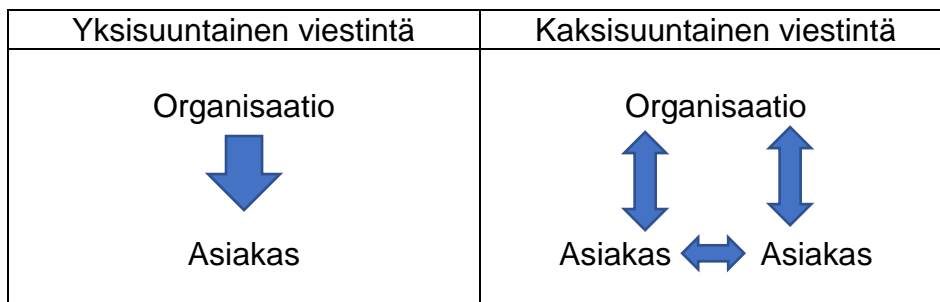 Yksisuuntainen viestintä
Kaksisuuntainen viestintä
Organisaatio
Asiakas
Organisaatio
Asiakas Asiakas